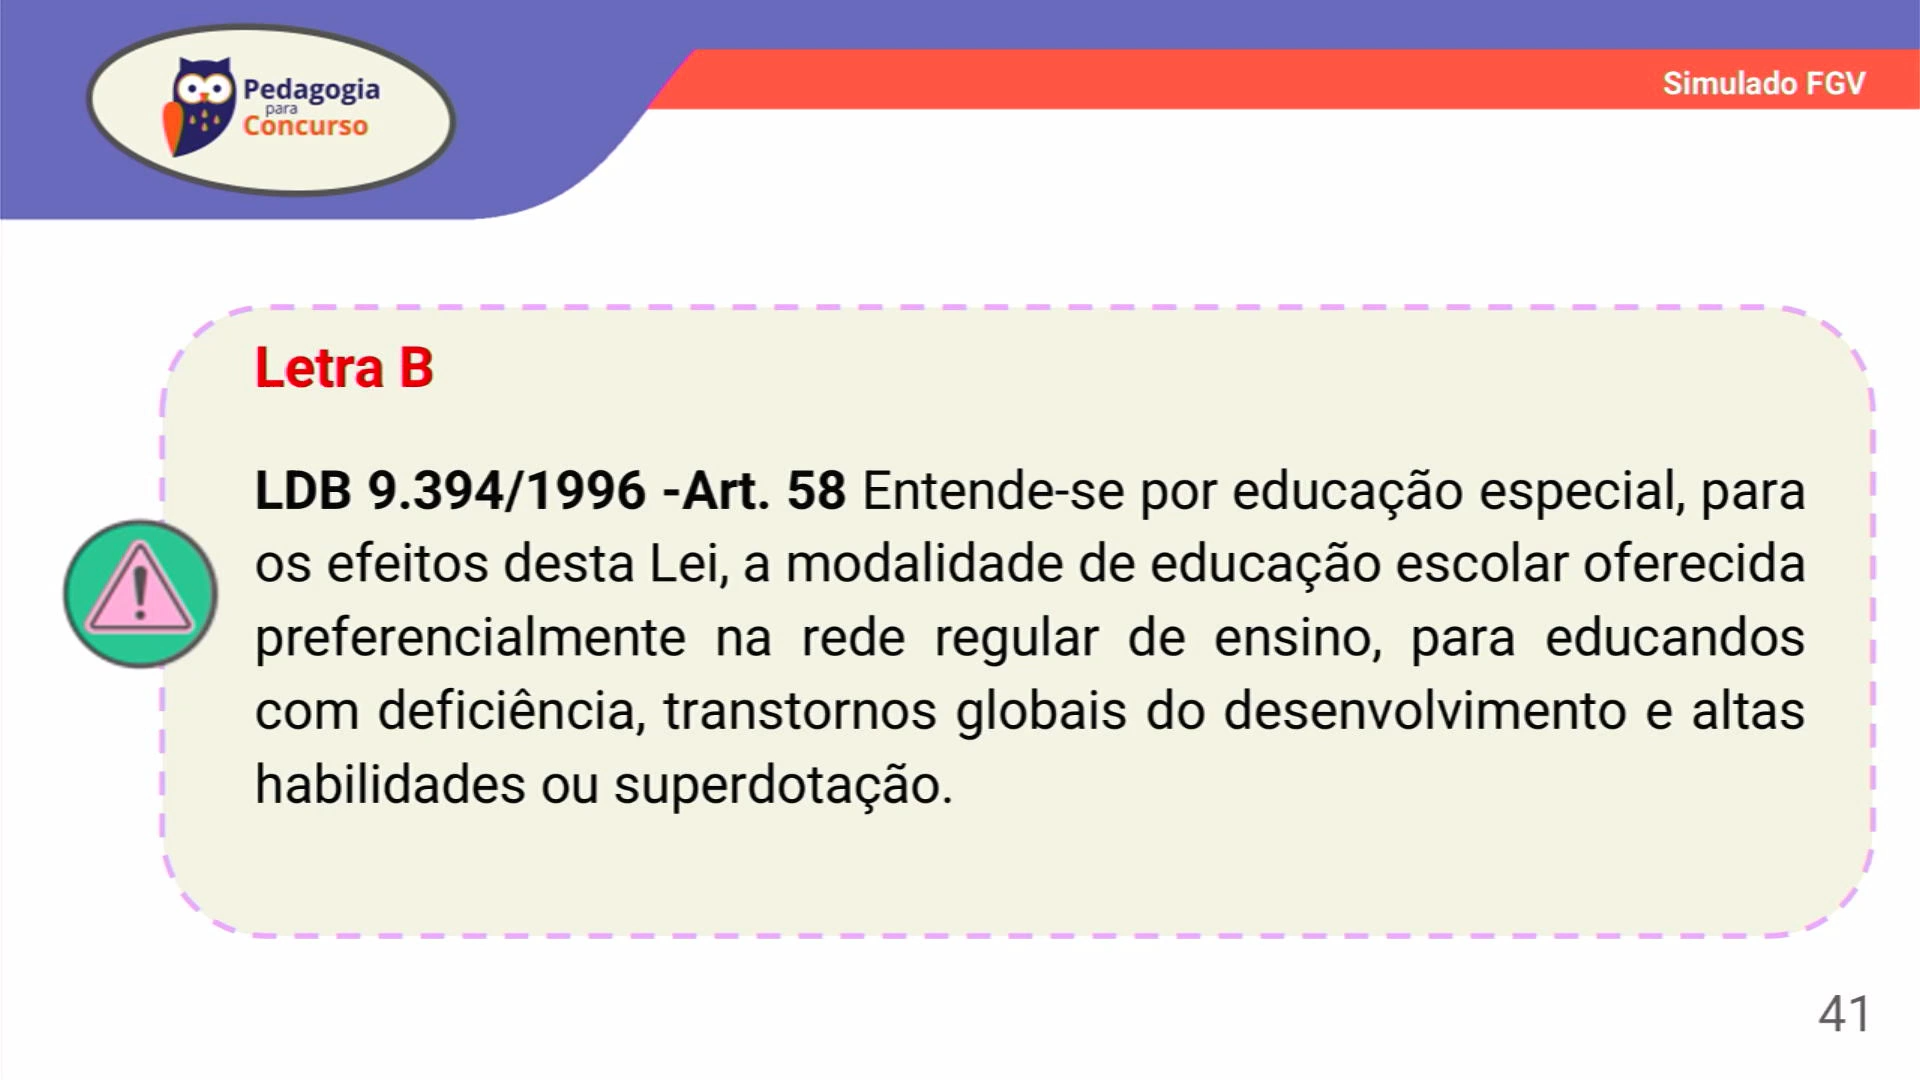 Pedagogia
para
Concurso
Simulado FGV
Letra B
LDB 9.394/1996 -Art. 58 Entende-se por educação especial, para
os efeitos desta Lei, a modalidade de educação escolar oferecida
preferencialmente na rede regular de ensino, para educandos
com deficiência, transtornos globais do desenvolvimento e altas
habilidades ou superdotação.
41